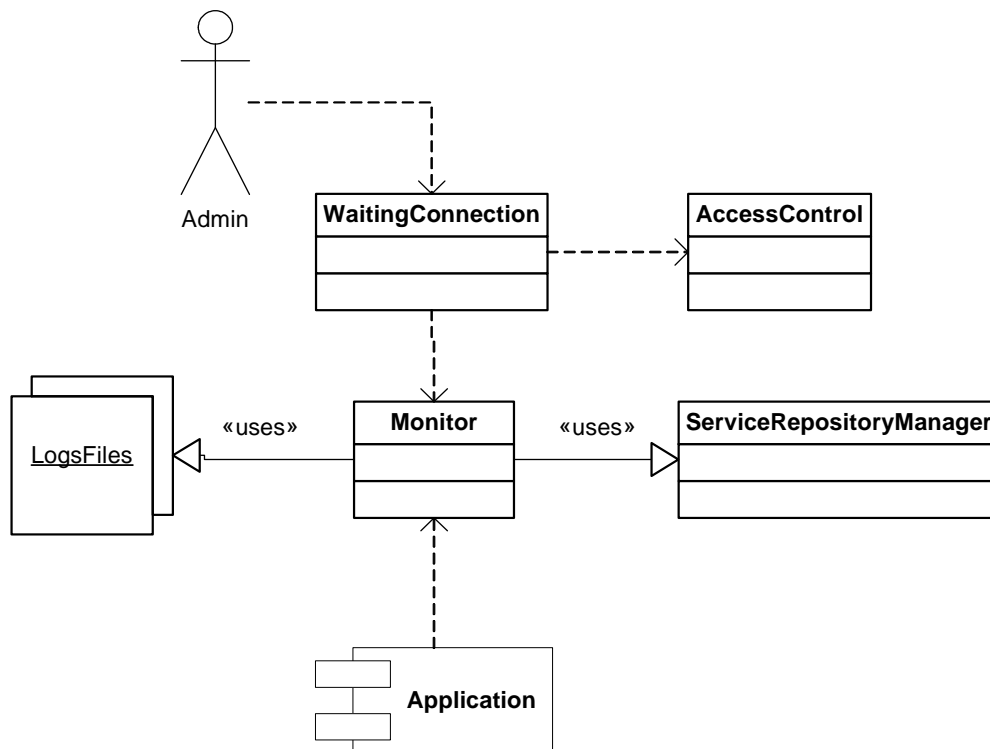 Admin
WaitingConnection
AccessControl
LogsFiles
«uses»
Monitor
«uses»
ServiceRepositoryManager
Application